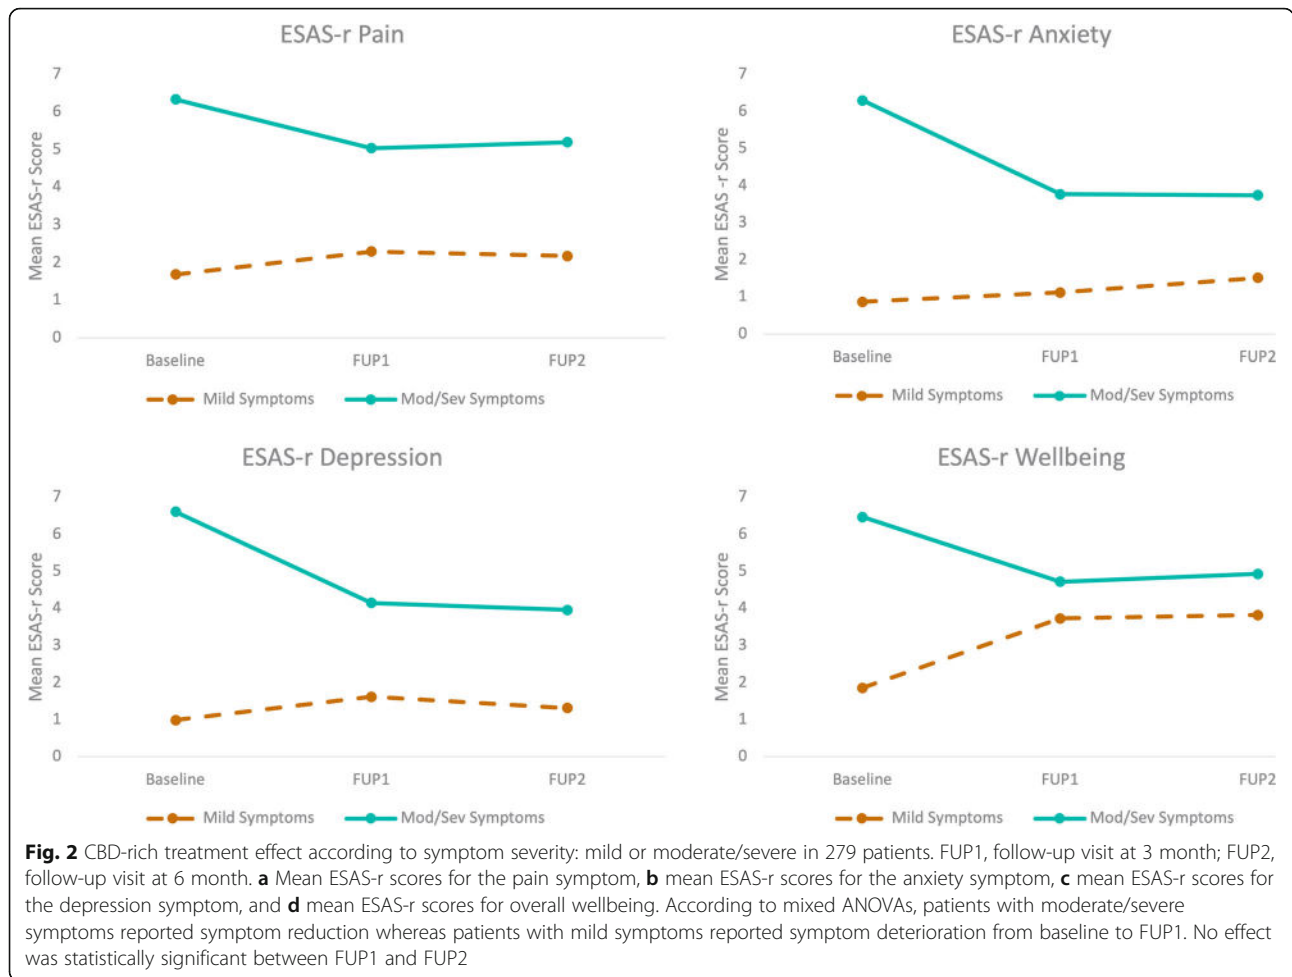 ESAS-r Pain
7
6
5
4
3
2
1
0
Mean ESAS-r Score
Baseline
FUP1
FUP2
Mild Symptoms
Mod/Sev Symptoms
ESAS-r Anxiety
7
6
5
4
3
2
1
0
Mean ESAS -r Score
Baseline
FUP1
FUP2
Mild Symptoms
Mod/Sev Symptoms
ESAS-r Depression
7
6
5
4
3
2
1
0
Mean ESAS-r Score
Baseline
FUP1
FUP2
Mild Symptoms
Mod/Sev Symptoms
ESAS-r Wellbeing
7
6
5
4
3
2
1
0
Mean ESAS-r Score
Baseline
FUP1
FUP2
Mild Symptoms
Mod/Sev Symptoms
Fig. 2 CBD-rich treatment effect according to symptom severity: mild or moderate/severe in 279 patients. FUP1, follow-up visit at 3 month; FUP2,
follow-up visit at 6 month. a Mean ESAS-r scores for the pain symptom, b mean ESAS-r scores for the anxiety symptom, c mean ESAS-r scores for
the depression symptom, and d mean ESAS-r scores for overall wellbeing. According to mixed ANOVAs, patients with moderate/severe
symptoms reported symptom reduction whereas patients with mild symptoms reported symptom deterioration from baseline to FUP1. No effect
was statistically significant between FUP1 and FUP2